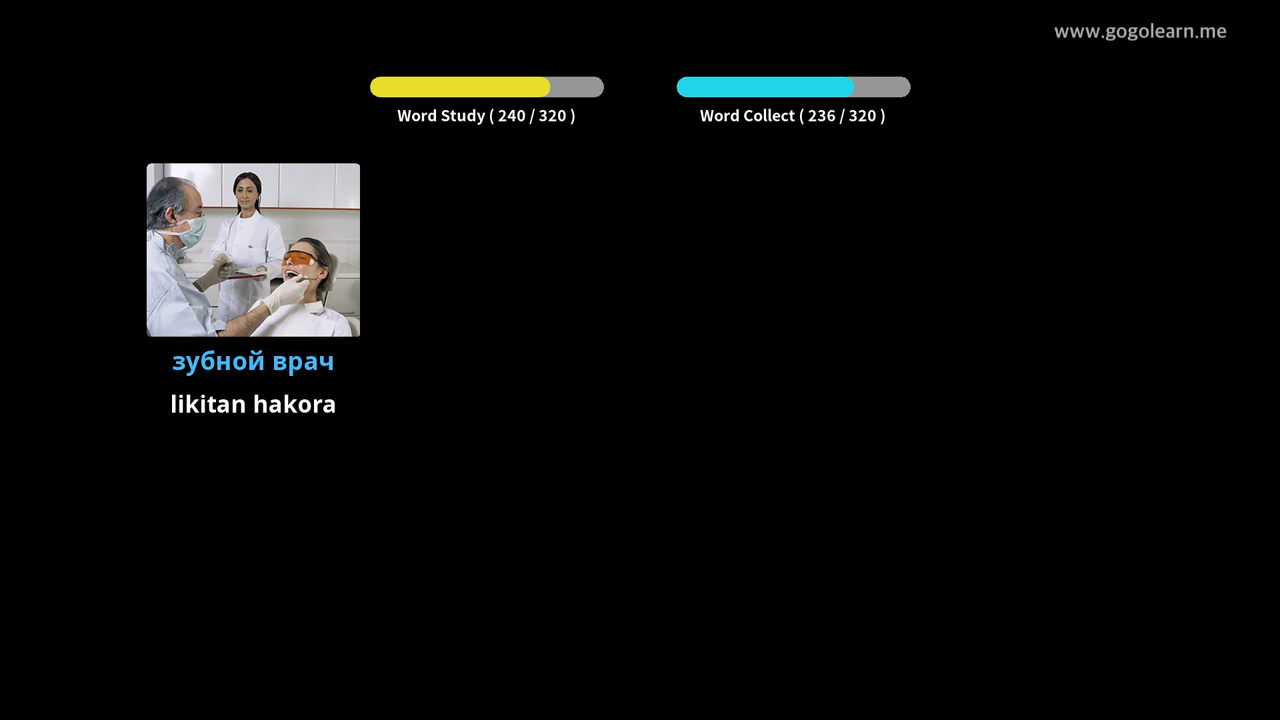 www.gogolearn.me
Word Study ( 240 / 320 )
Word Collect ( 236 / 320 )
зубной врач
likitan hakora